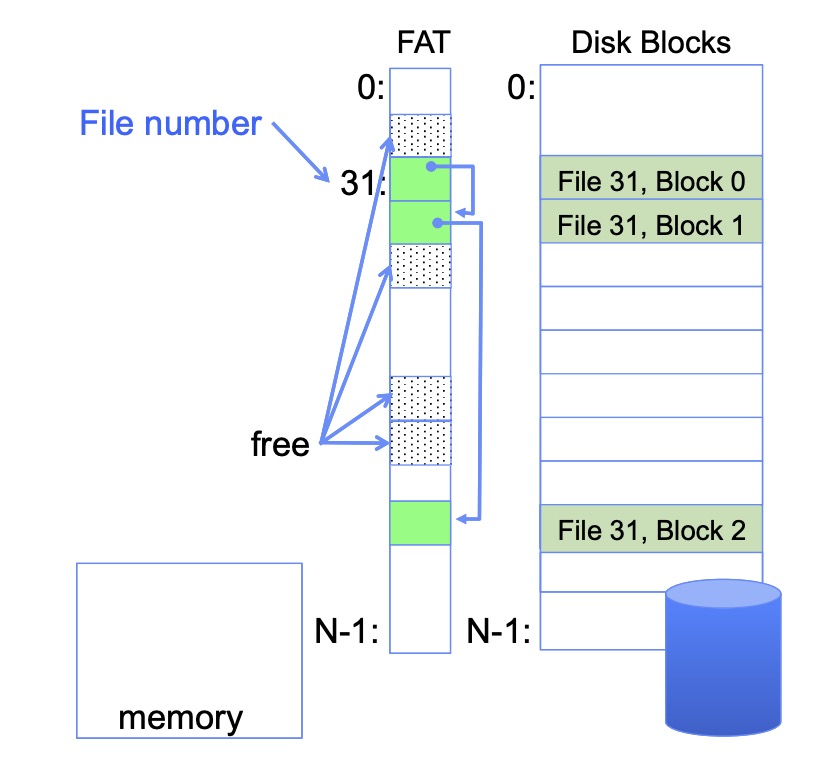 FAT
Disk Blocks
0:
0:
File number
31:
File 31, Block 0
File 31, Block 1
free
File 31, Block 2
N-1:
N-1:
memory